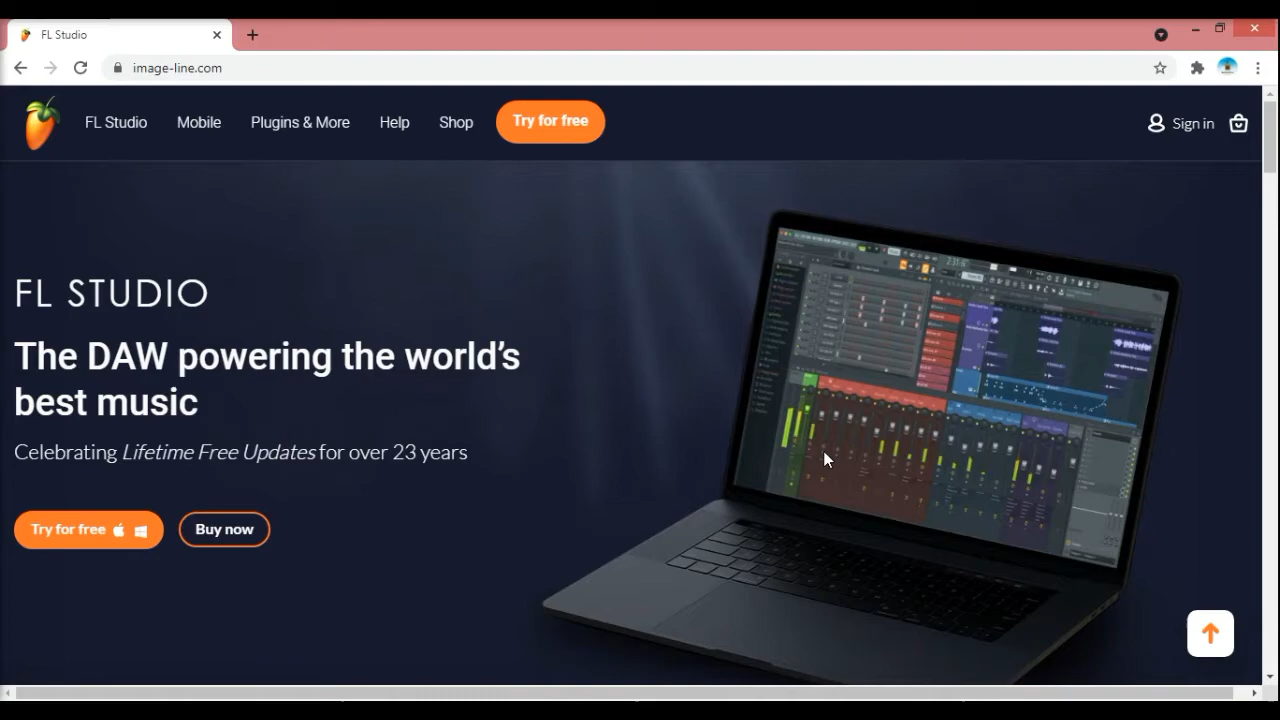 FL Studio
image-line.com
FL Studio
Mobile
Plugins & More
Help
Shop
Try for free
Sign in
FL STUDIO
The DAW powering the world's
best music
Celebrating Lifetime Free Updates for over 23 years
Try for free
Buy now